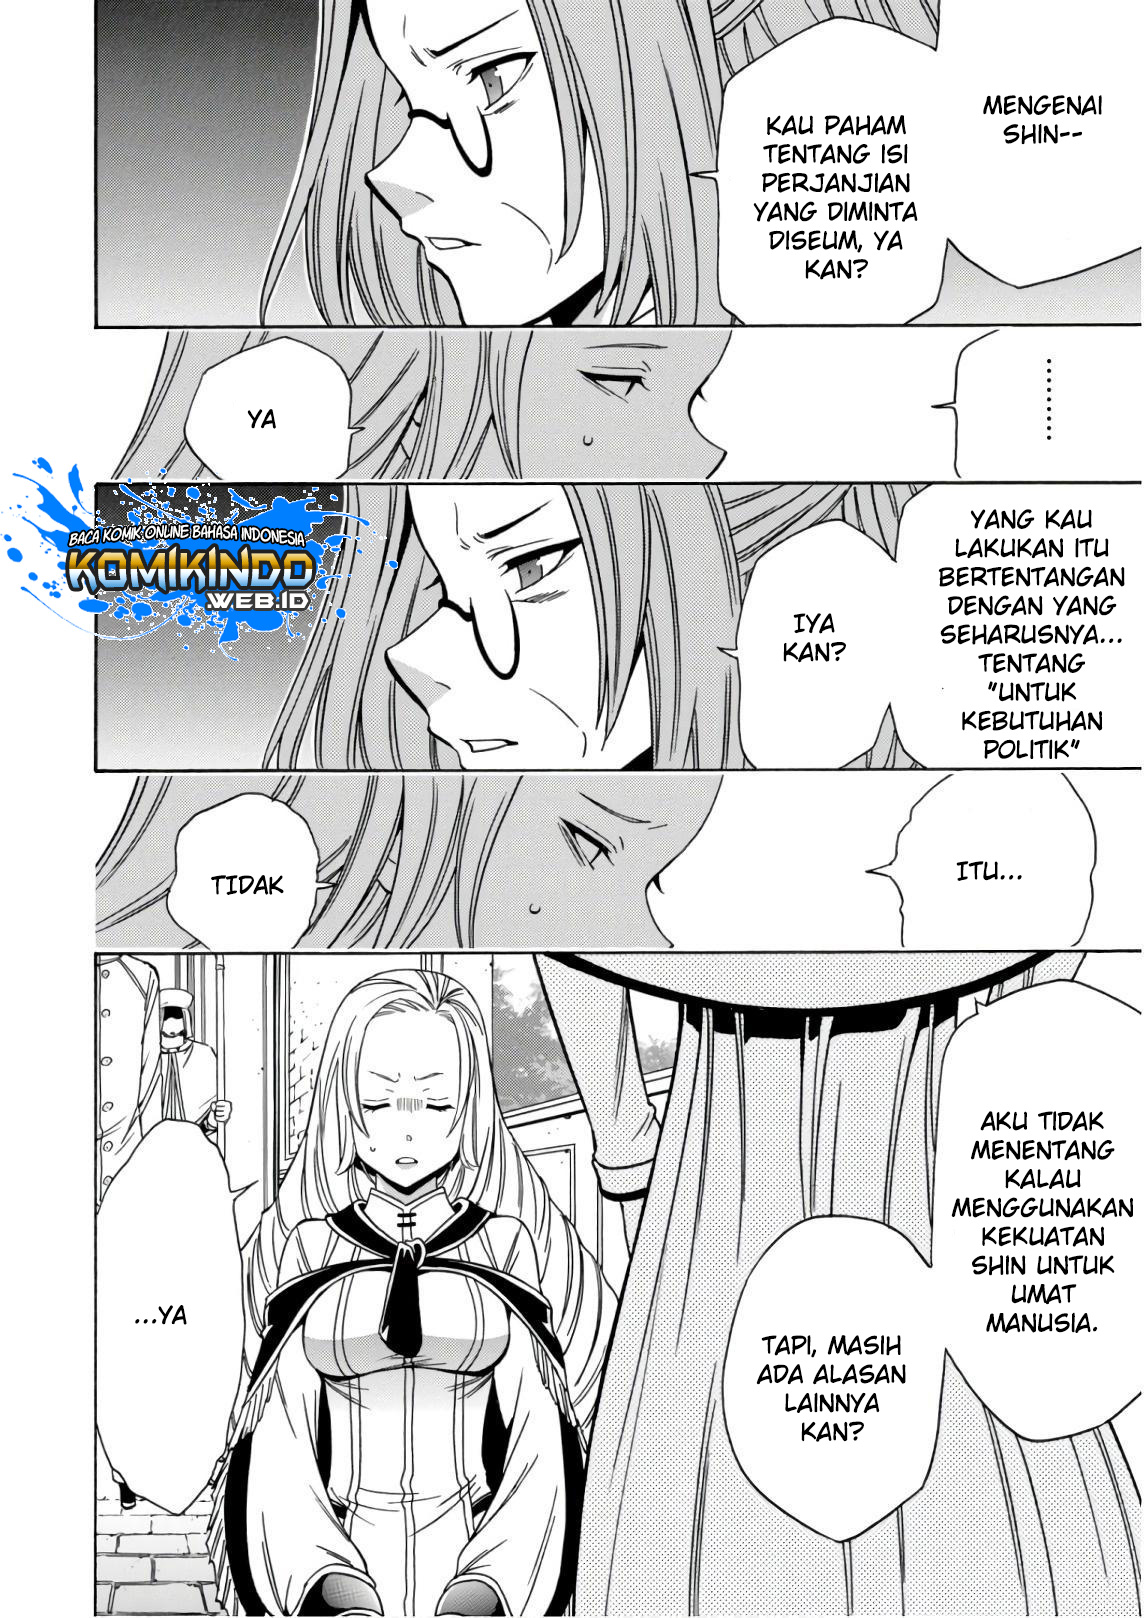 MENGENAI
SHIN--
KAU PAHAM
TENTANG ISI
PERJANJIAN
YANG DIMINTA
DISEUM, YA
KAN?
........
YA
BACA KOMIK ONLINE BAHASA INDONESIA
KOMIKINDO
.WEB.ID
YANG KAU
LAKUKAN ITU
BERTENTANGAN
DENGAN YANG
SEHARUSNYA...
TENTANG
"UNTUK
KEBUTUHAN
POLITIK"
IYA
KAN?
ITU...
TIDAK
AKU TIDAK
MENENTANG
KALAU
MENGGUNAKAN
KEKUATAN
SHIN UNTUK
UMAT
MANUSIA.
TAPI, MASIH
ADA ALASAN
LAINNYA
KAN?
...YA